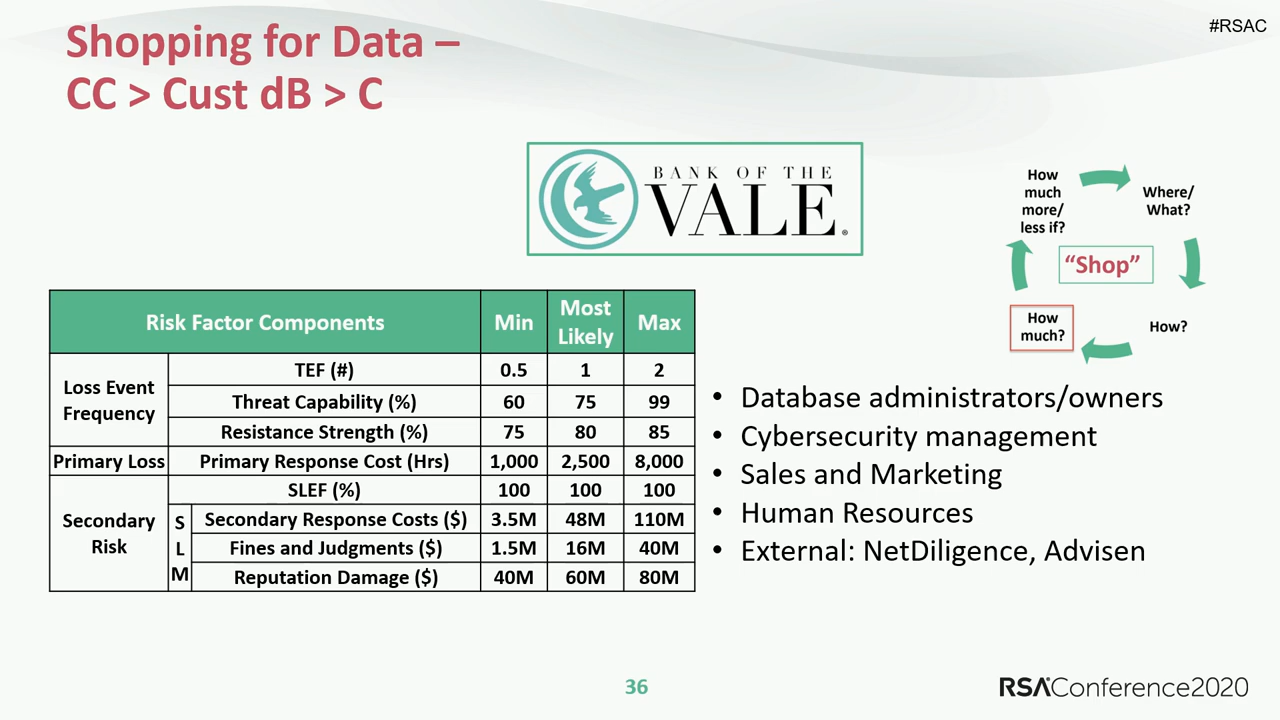 #RSAC
Shopping for Data –
CC > Cust dB > C
BANK OF THE
VALE®
How
much
more/
less if?
Where/
What?
"Shop"
How
much?
How?
Risk Factor Components Min Most Likely Max
Loss Event Frequency TEF (#) 0.5 1 2
Threat Capability (%) 60 75 99
Resistance Strength (%) 75 80 85
Primary Loss Primary Response Cost (Hrs) 1,000 2,500 8,000
Secondary Risk SLEF (%) 100 100 100
SLM Secondary Response Costs ($) 3.5M 48M 110M
Fines and Judgments ($) 1.5M 16M 40M
Reputation Damage ($) 40M 60M 80M
• Database administrators/owners
• Cybersecurity management
• Sales and Marketing
• Human Resources
• External: NetDiligence, Advisen
36
RSAConference2020